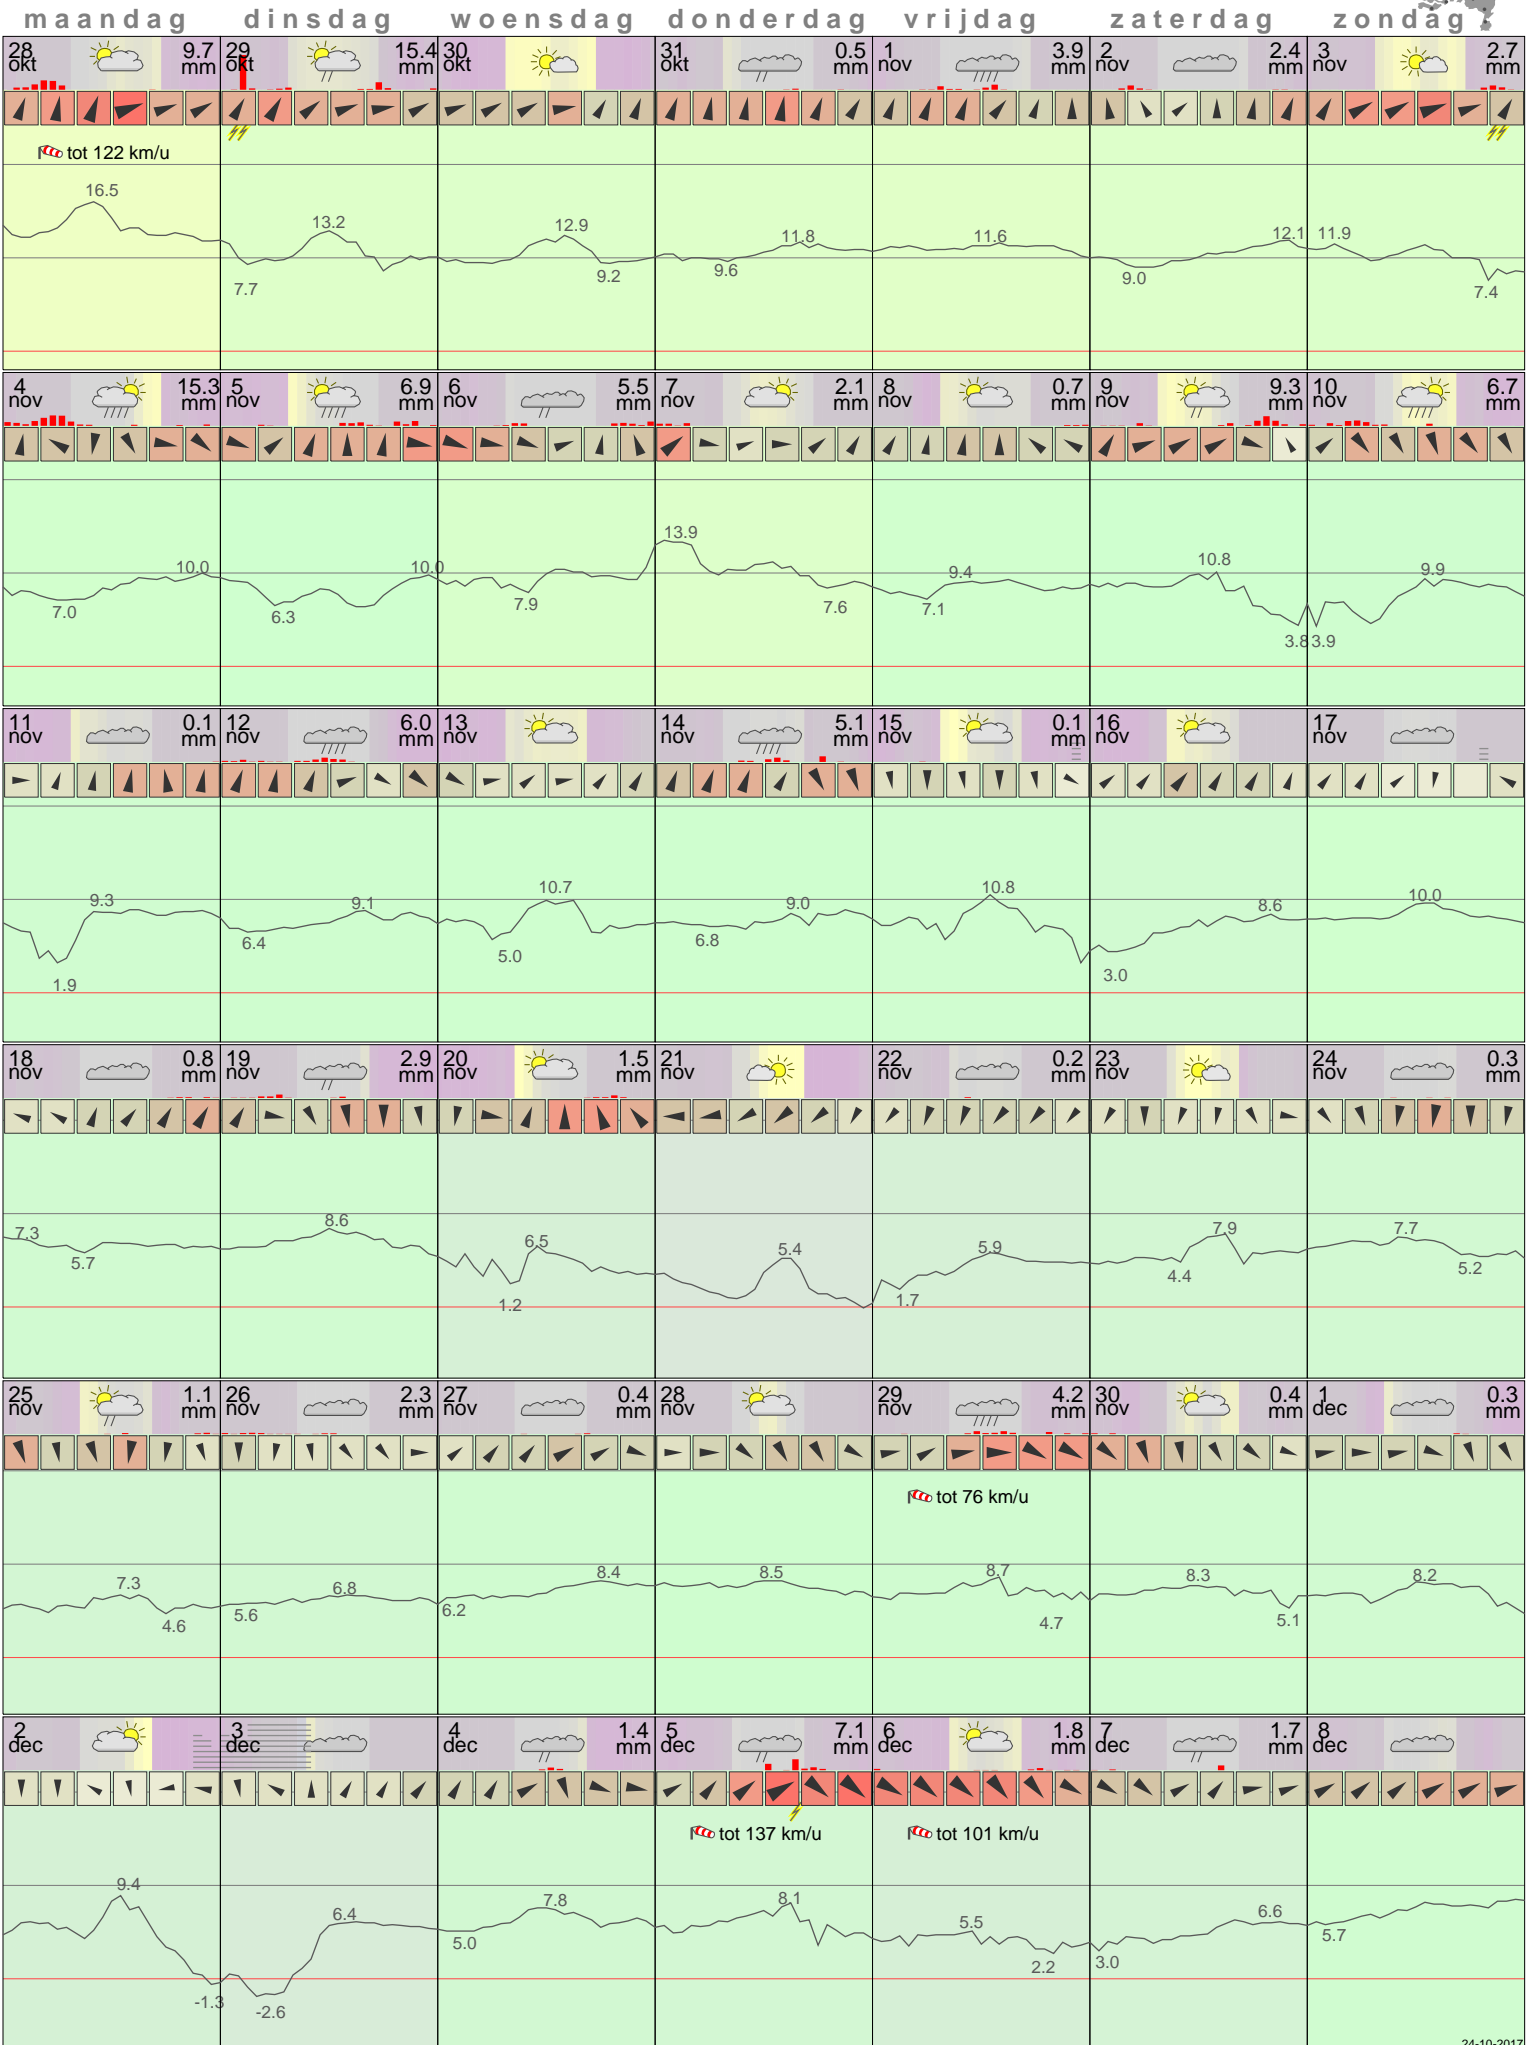 maandag dinsdag woensdag donderdag vrijdag zaterdag zondag
28 okt 9.7 mm 29 okt 15.4 mm 30 okt 31 okt 0.5 mm 1 nov 3.9 mm 2 nov 2.4 mm 3 nov 2.7 mm
tot 122 km/u
16.5 7.7 13.2 12.9 9.2 9.6 11.8 11.6 9.0 12.1 11.9 7.4
4 nov 15.3 mm 5 nov 6.9 mm 6 nov 5.5 mm 7 nov 2.1 mm 8 nov 0.7 mm 9 nov 9.3 mm 10 nov 6.7 mm
7.0 10.0 6.3 10.0 7.9 13.9 7.6 7.1 9.4 10.8 3.8 3.9 9.9
11 nov 0.1 mm 12 nov 6.0 mm 13 nov 14 nov 5.1 mm 15 nov 0.1 mm 16 nov 17 nov
1.9 9.3 6.4 9.1 5.0 10.7 6.8 9.0 10.8 3.0 8.6 10.0
18 nov 0.8 mm 19 nov 2.9 mm 20 nov 1.5 mm 21 nov 22 nov 0.2 mm 23 nov 24 nov 0.3 mm
7.3 5.7 8.6 1.2 6.5 5.4 1.7 5.9 4.4 7.9 7.7 5.2
25 nov 1.1 mm 26 nov 2.3 mm 27 nov 0.4 mm 28 nov 29 nov 4.2 mm 30 nov 0.4 mm 1 dec 0.3 mm
tot 76 km/u
7.3 4.6 5.6 6.8 6.2 8.4 8.5 8.7 4.7 8.3 5.1 8.2
2 dec 3 dec 4 dec 1.4 mm 5 dec 7.1 mm 6 dec 1.8 mm 7 dec 1.7 mm 8 dec
tot 137 km/u tot 101 km/u
9.4 -1.3 -2.6 6.4 5.0 7.8 8.1 5.5 2.2 3.0 6.6 5.7
24-10-2017